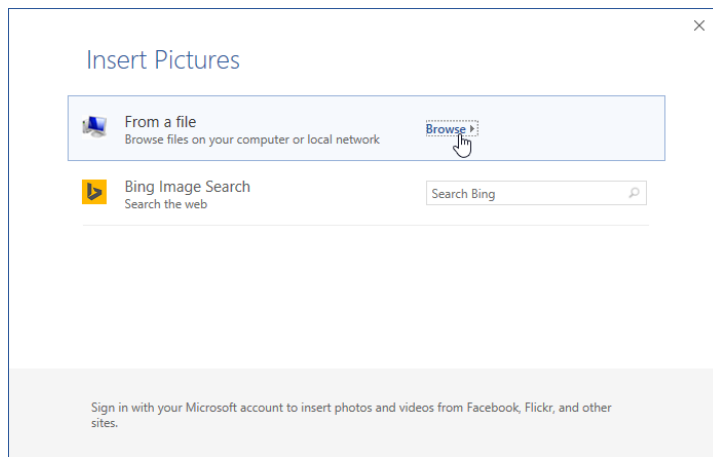 Insert Pictures
From a file
Browse files on your computer or local network
Browse
Bing Image Search
Search the web
Search Bing
Sign in with your Microsoft account to insert photos and videos from Facebook, Flickr, and other
sites.